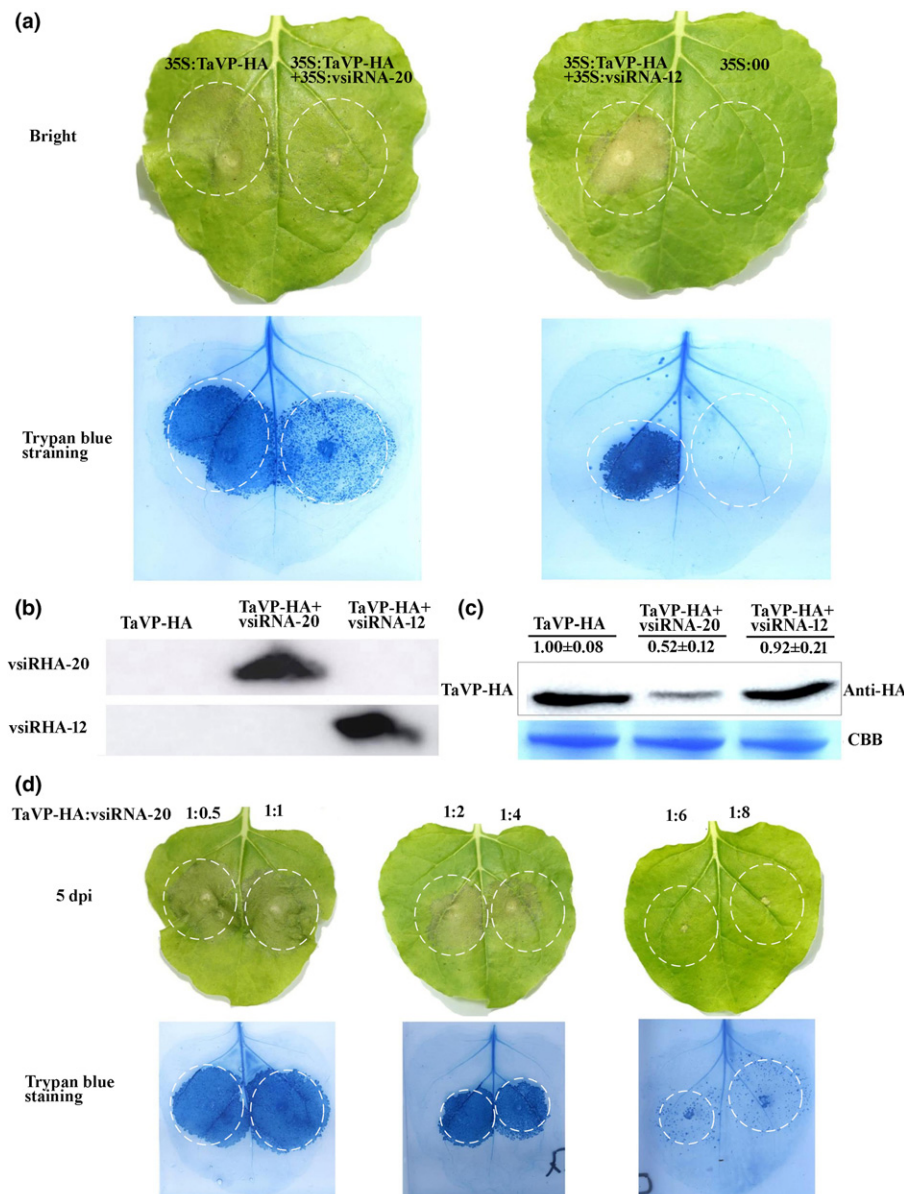 (a)
35S:TaVP-HA
35S:TaVP-HA
+35S:vsiRNA-20
35S:TaVP-HA
+35S:vsiRNA-12
35S:00
Bright
Trypan blue
straining
(b)
TaVP-HA
TaVP-HA+
vsiRNA-20
TaVP-HA+
vsiRNA-12
vsiRHA-20
vsiRHA-12
(c)
TaVP-HA
TaVP-HA+
vsiRNA-20
TaVP-HA+
vsiRNA-12
1.00±0.08
0.52±0.12
0.92±0.21
TaVP-HA
Anti-HA
CBB
(d)
TaVP-HA:vsiRNA-20
1:0.5
1:1
1:2
1:4
1:6
1:8
5 dpi
Trypan blue
staining